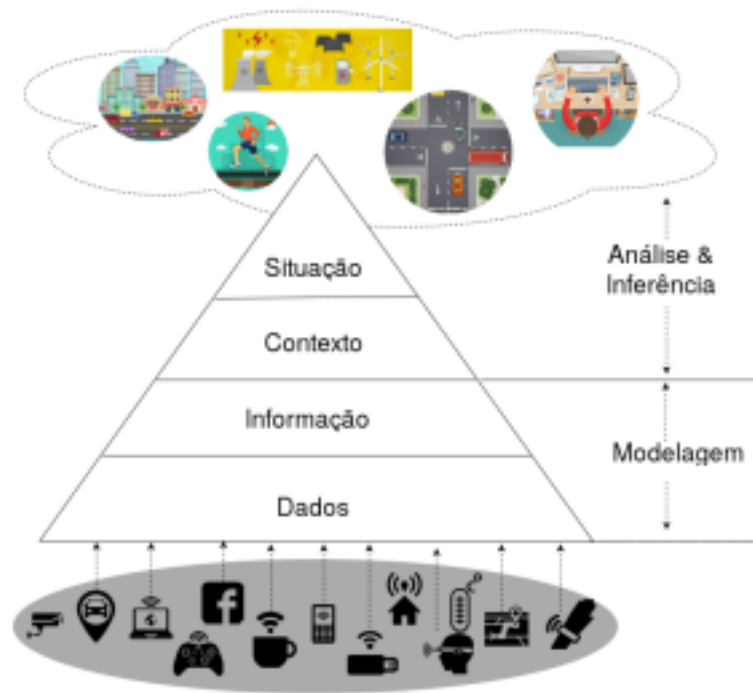 Situação
Análise &
Inferência
Contexto
Informação
Modelagem
Dados